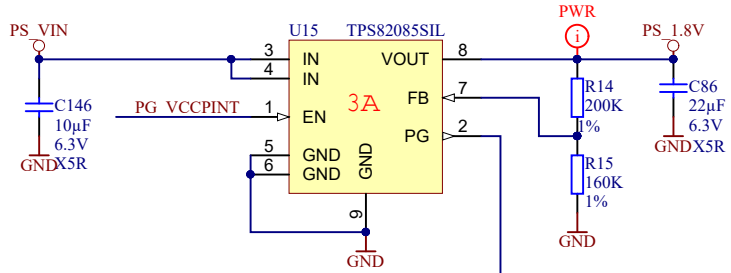 PWR
PS_VIN
U15 TPS82085SIL
PS_1.8V
i
3 IN VOUT 8
4 IN
C146
10µF
6.3V
X5R
GND
PG_VCCPINT
1 EN
3A
FB 7
PG 2
R14
200K
1%
C86
22µF
6.3V
X5R
GND
5 GND
6 GND
GND
9
R15
160K
1%
GND
GND